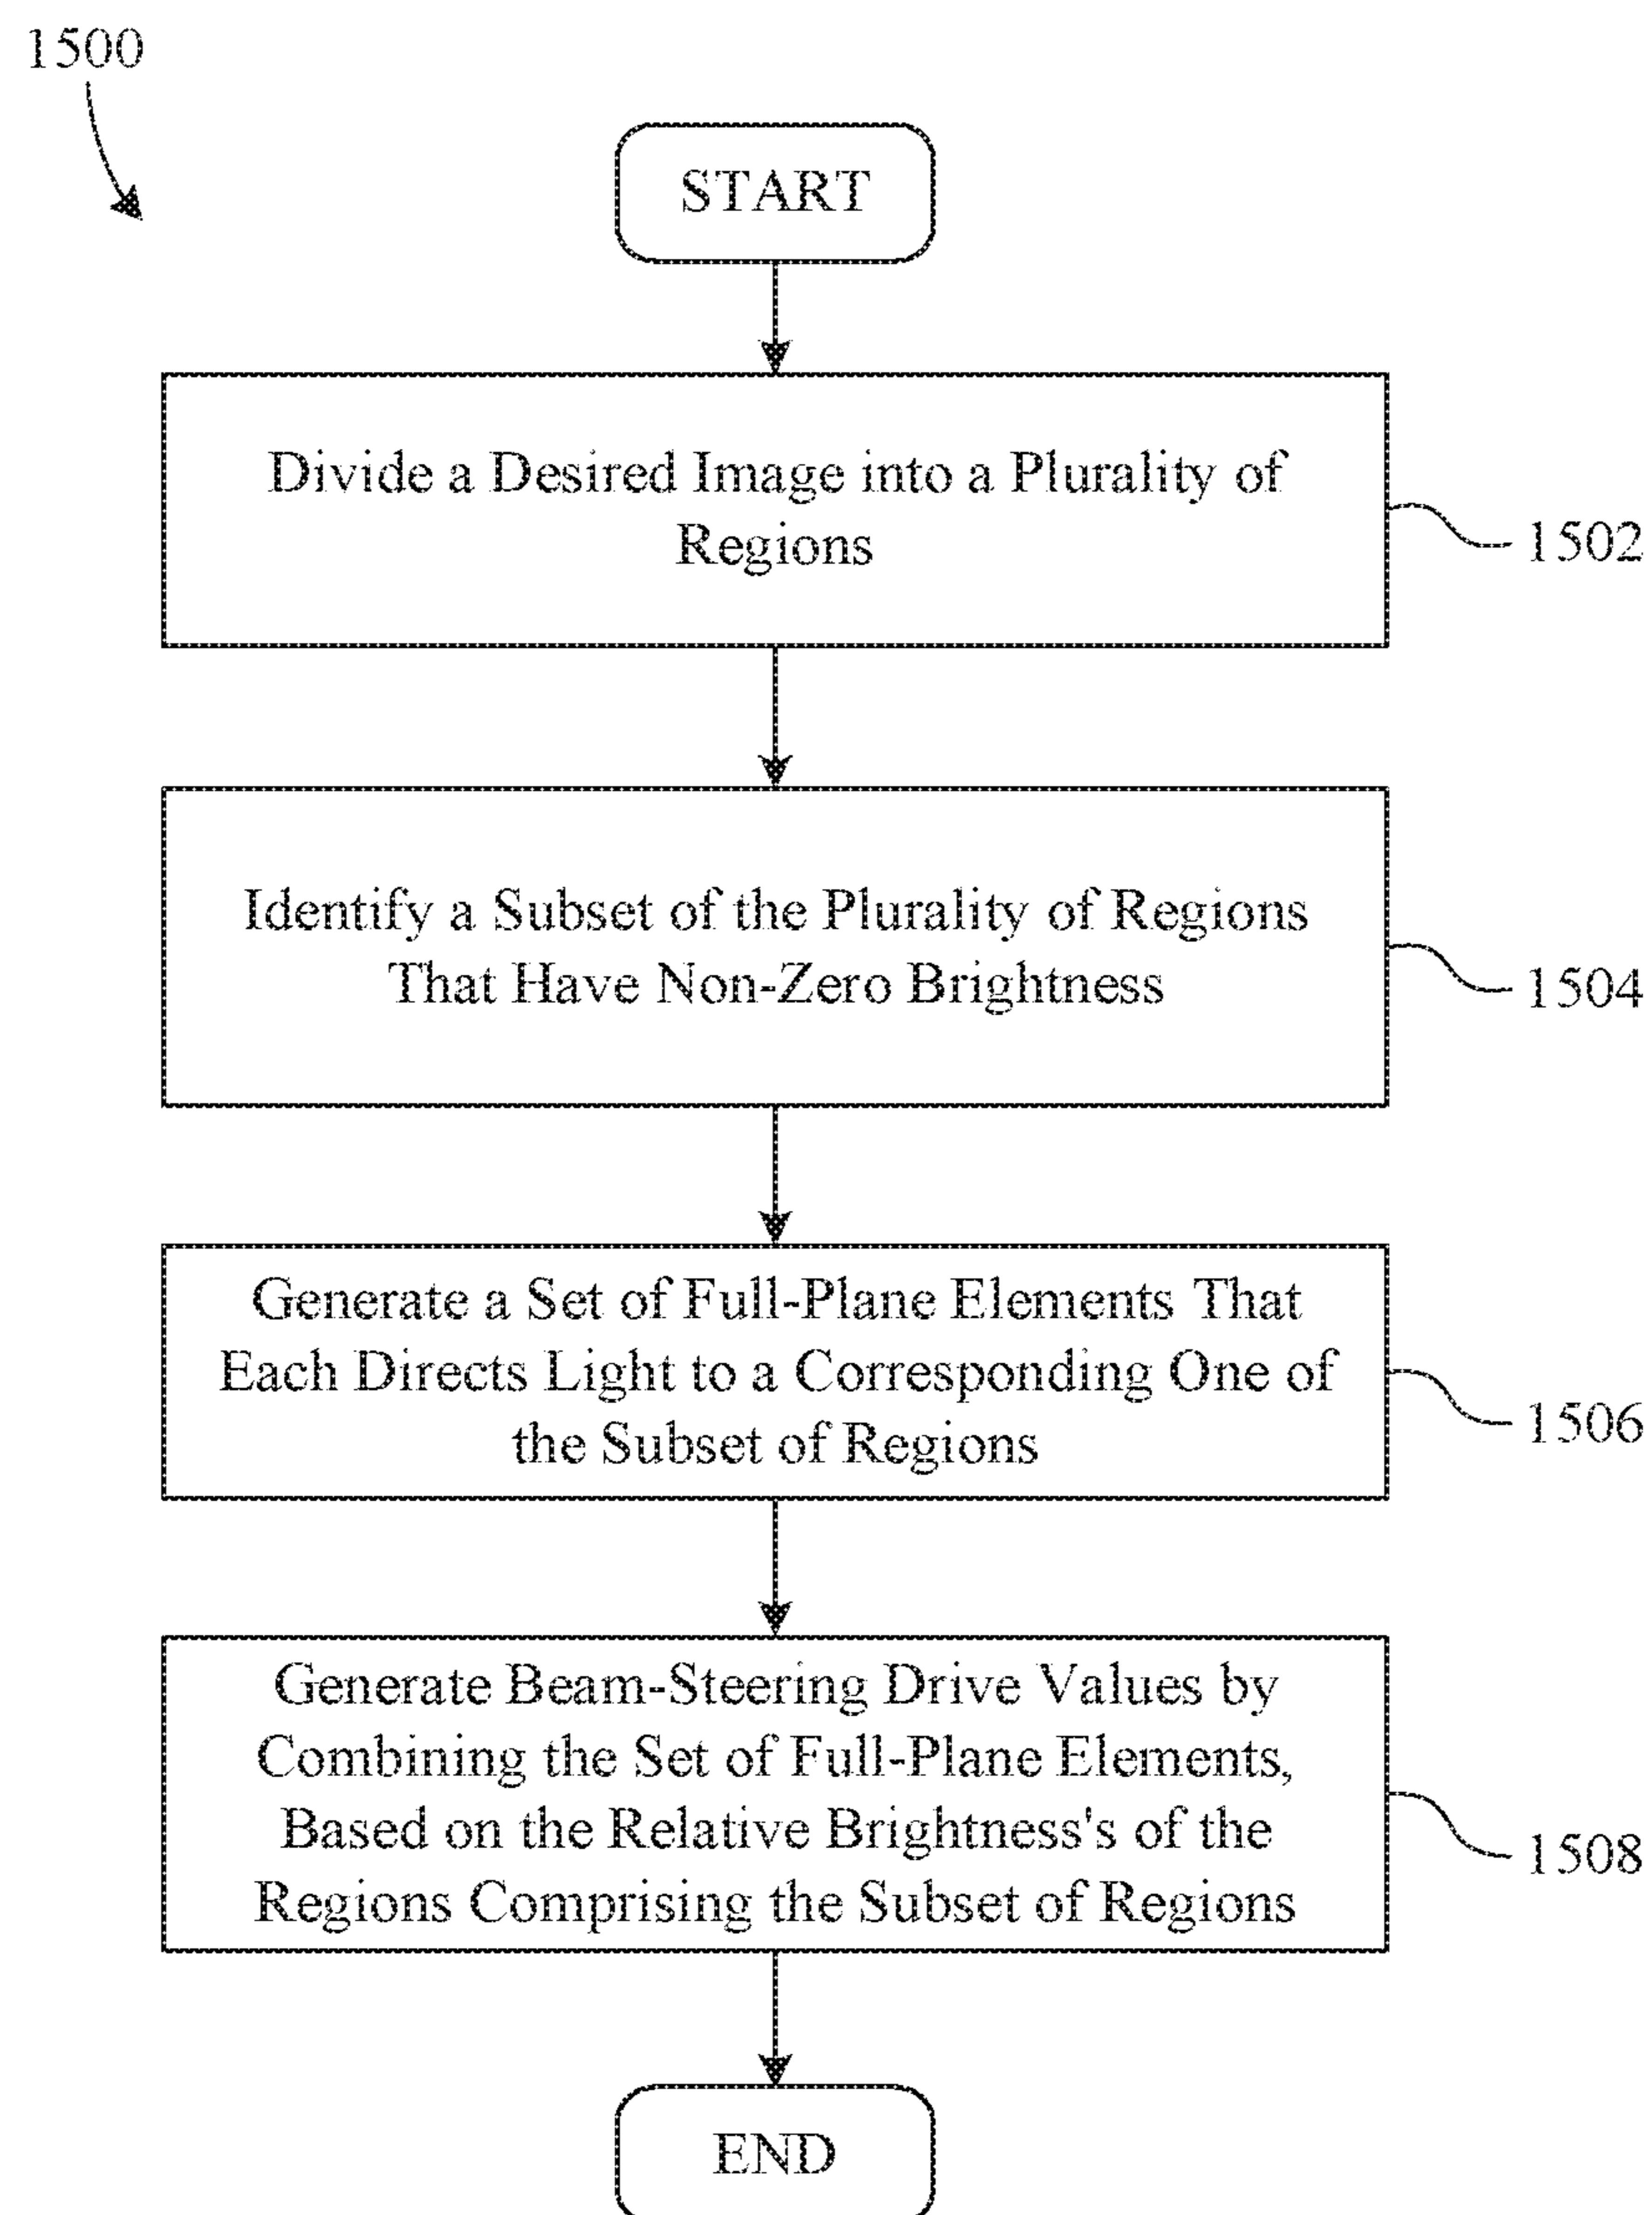 1500
START
Divide a Desired Image into a Plurality of
Regions
1502
Identify a Subset of the Plurality of Regions
That Have Non-Zero Brightness
1504
Generate a Set of Full-Plane Elements That
Each Directs Light to a Corresponding One of
the Subset of Regions
1506
Generate Beam-Steering Drive Values by
Combining the Set of Full-Plane Elements,
Based on the Relative Brightness's of the
Regions Comprising the Subset of Regions
1508
END